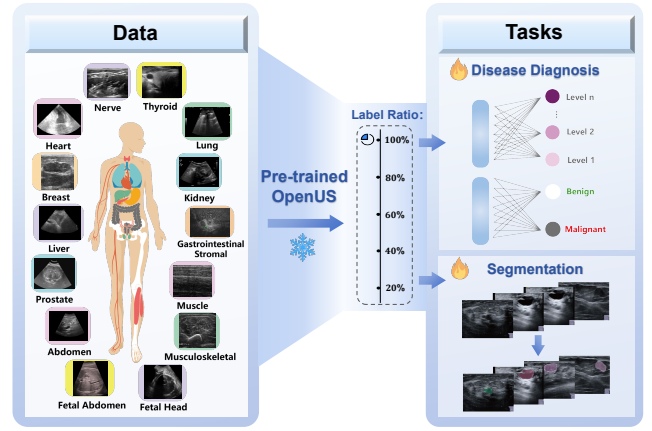 Data
Nerve
Thyroid
Heart
Lung
Breast
Kidney
Liver
Gastrointestinal
Stromal
Prostate
Muscle
Abdomen
Musculoskeletal
Fetal Abdomen
Fetal Head
Pre-trained
OpenUS
Label Ratio:
100%
80%
60%
40%
20%
Tasks
Disease Diagnosis
Level n
⋮
Level 2
Level 1
Benign
Malignant
Segmentation